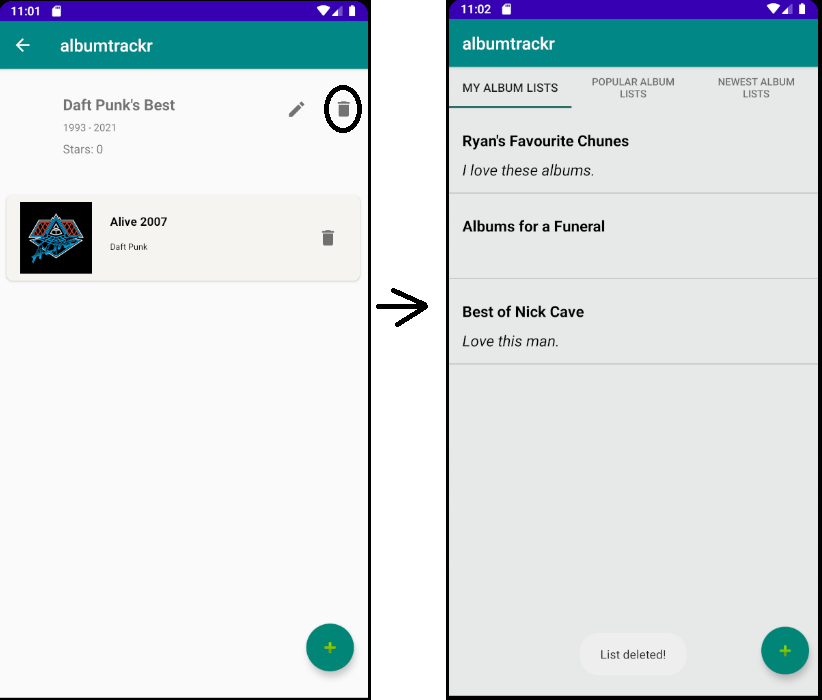 11:01
albumtrackr
Daft Punk's Best
1993 - 2021
Stars: 0
Alive 2007
Daft Punk
+
11:02
albumtrackr
MY ALBUM LISTS
POPULAR ALBUM
LISTS
NEWEST ALBUM
LISTS
Ryan's Favourite Chunes
I love these albums.
Albums for a Funeral
Best of Nick Cave
Love this man.
List deleted!
+